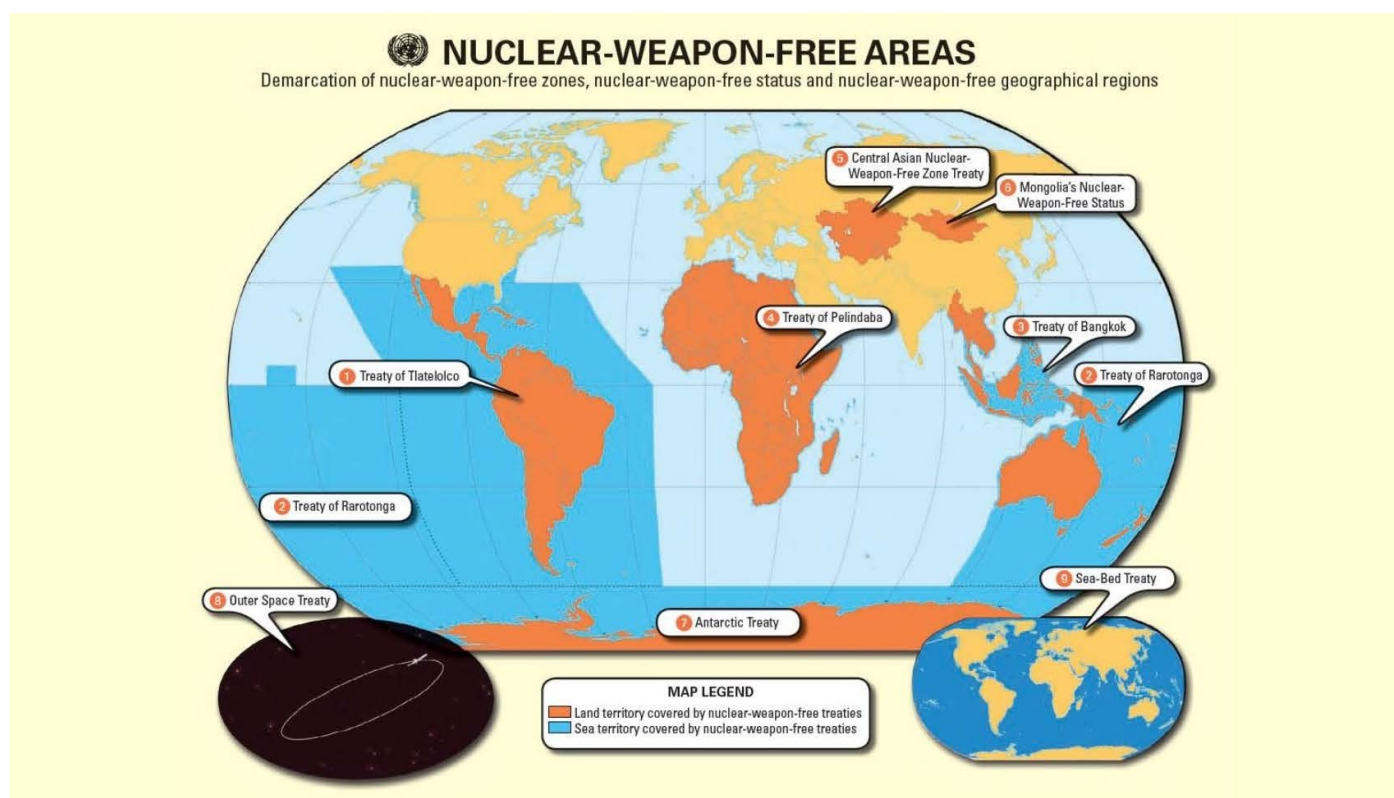 NUCLEAR-WEAPON-FREE AREAS
Demarcation of nuclear-weapon-free zones, nuclear-weapon-free status and nuclear-weapon-free geographical regions
5 Central Asian Nuclear-
Weapon-Free Zone Treaty
6 Mongolia's Nuclear-
Weapon-Free Status
4 Treaty of Pelindaba
3 Treaty of Bangkok
1 Treaty of Tlatelolco
2 Treaty of Rarotonga
2 Treaty of Rarotonga
9 Sea-Bed Treaty
8 Outer Space Treaty
7 Antarctic Treaty
MAP LEGEND
Land territory covered by nuclear-weapon-free treaties
Sea territory covered by nuclear-weapon-free treaties